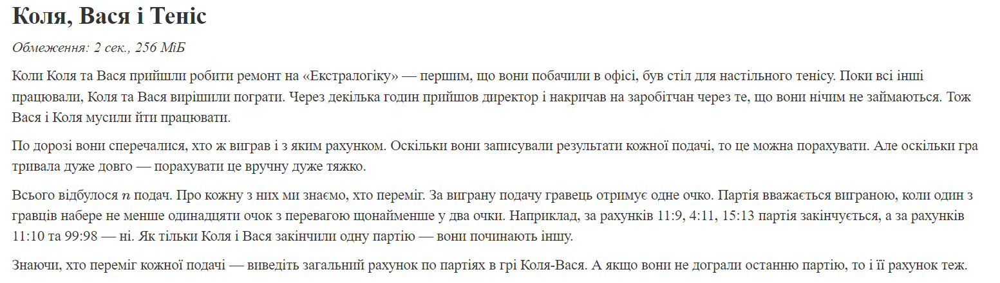 Коля, Вася і Теніс
Обмеження: 2 сек., 256 МіБ
Коли Коля та Вася прийшли робити ремонт на «Екстралогіку» — першим, що вони побачили в офісі, був стіл для настільного тенісу. Поки всі інші
працювали, Коля та Вася вирішили пограти. Через декілька годин прийшов директор і накричав на заробітчан через те, що вони нічим не займаються. Тож
Вася і Коля мусили йти працювати.
По дорозі вони сперечалися, хто ж виграв і з яким рахунком. Оскільки вони записували результати кожної подачі, то це можна порахувати. Але оскільки гра
тривала дуже довго — порахувати це вручну дуже тяжко.
Всього відбулося n подач. Про кожну з них ми знаємо, хто переміг. За виграну подачу гравець отримує одне очко. Партія вважається виграною, коли один з
гравців набере не менше одинадцяти очок з перевагою щонайменше у два очки. Наприклад, за рахунків 11:9, 4:11, 15:13 партія закінчується, а за рахунків
11:10 та 99:98 — ні. Як тільки Коля і Вася закінчили одну партію — вони починають іншу.
Знаючи, хто переміг кожної подачі — виведіть загальний рахунок по партіях в грі Коля-Вася. А якщо вони не дограли останню партію, то і її рахунок теж.